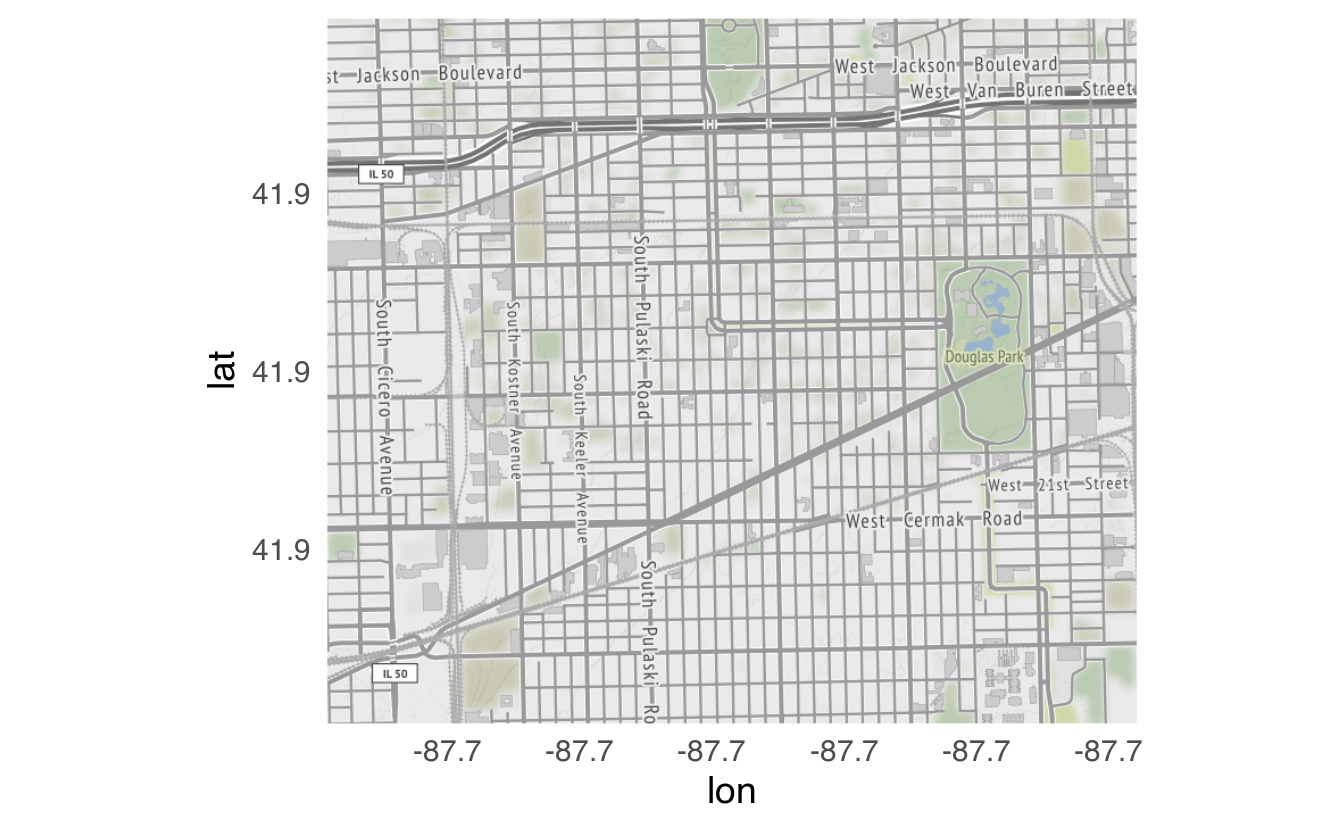 st Jackson Boulevard
West Jackson Boulevard
West Van Buren Street
IL 50
41.9
South Pulaski Road
South Cicero Avenue
South Kostner Avenue
lat
41.9
Douglas Park
South Keeler Avenue
West 21st Street
West Cermak Road
41.9
South Pulaski Ro
IL 50
-87.7 -87.7 -87.7 -87.7 -87.7 -87.7
lon